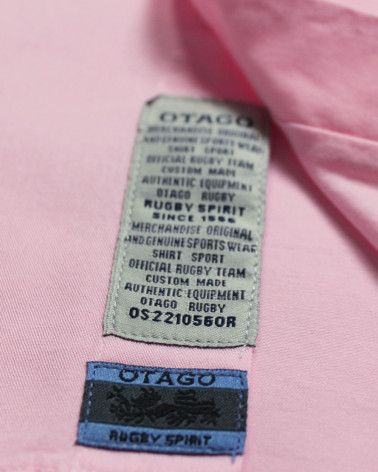 OTAGO
MERCHANDISE ORIGINAL
AND GENUINE SPORTS WEAR
SHIRT SPORT
OFFICIAL RUGBY TEAM
CUSTOM MADE
AUTHENTIC EQUIPMENT
OTAGO RUGBY
RUGBY SPIRIT
SINCE 1996
MERCHANDISE ORIGINAL
AND GENUINE SPORTS WEAR
SHIRT SPORT
OFFICIAL RUGBY TEAM
CUSTOM MADE
AUTHENTIC EQUIPMENT
OTAGO RUGBY
OS2210560R
OTAGO
RUGBY SPIRIT